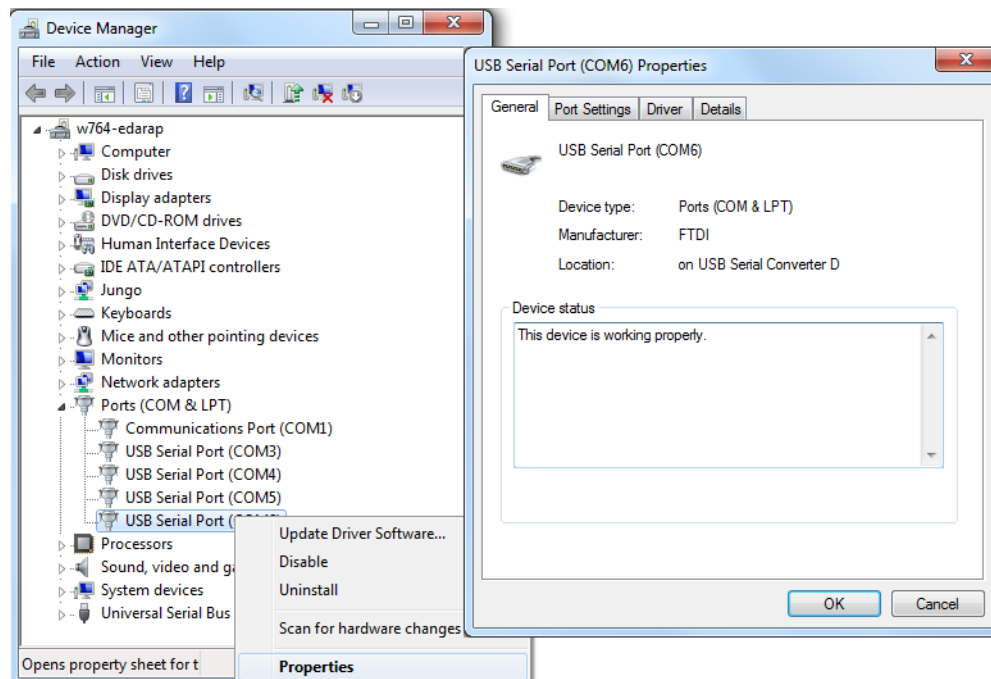 Device Manager
File Action View Help
w764-edarap
Computer
Disk drives
Display adapters
DVD/CD-ROM drives
Human Interface Devices
IDE ATA/ATAPI controllers
Jungo
Keyboards
Mice and other pointing devices
Monitors
Network adapters
Ports (COM & LPT)
Communications Port (COM1)
USB Serial Port (COM3)
USB Serial Port (COM4)
USB Serial Port (COM5)
USB Serial Port (
Processors
Sound, video and ga
System devices
Universal Serial Bus
Opens property sheet for t
Update Driver Software...
Disable
Uninstall
Scan for hardware changes
Properties
USB Serial Port (COM6) Properties
General Port Settings Driver Details
USB Serial Port (COM6)
Device type: Ports (COM & LPT)
Manufacturer: FTDI
Location: on USB Serial Converter D
Device status
This device is working properly.
OK Cancel